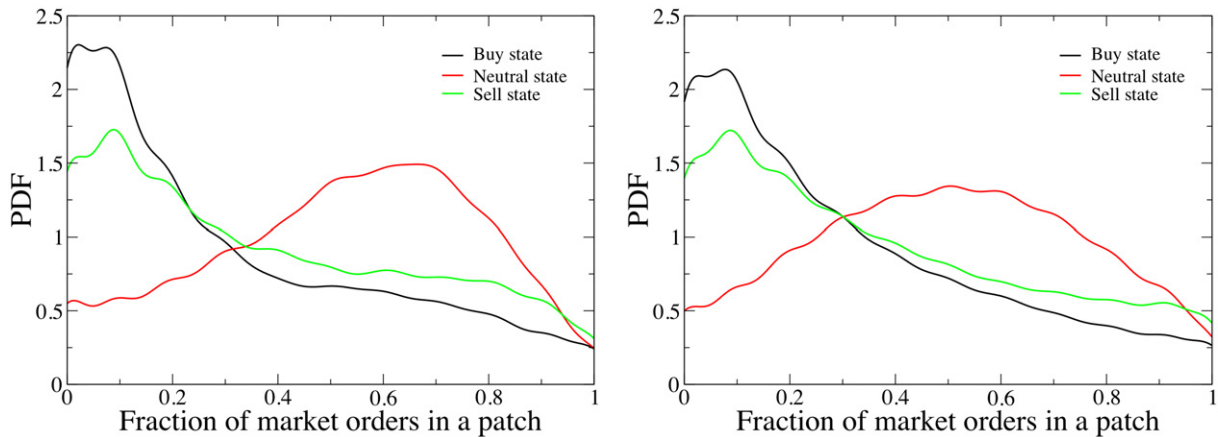 2.5
2
1.5
1
0.5
0
PDF
Buy state
Neutral state
Sell state
0 0.2 0.4 0.6 0.8 1
Fraction of market orders in a patch
2.5
2
1.5
1
0.5
0
PDF
Buy state
Neutral state
Sell state
0 0.2 0.4 0.6 0.8 1
Fraction of market orders in a patch